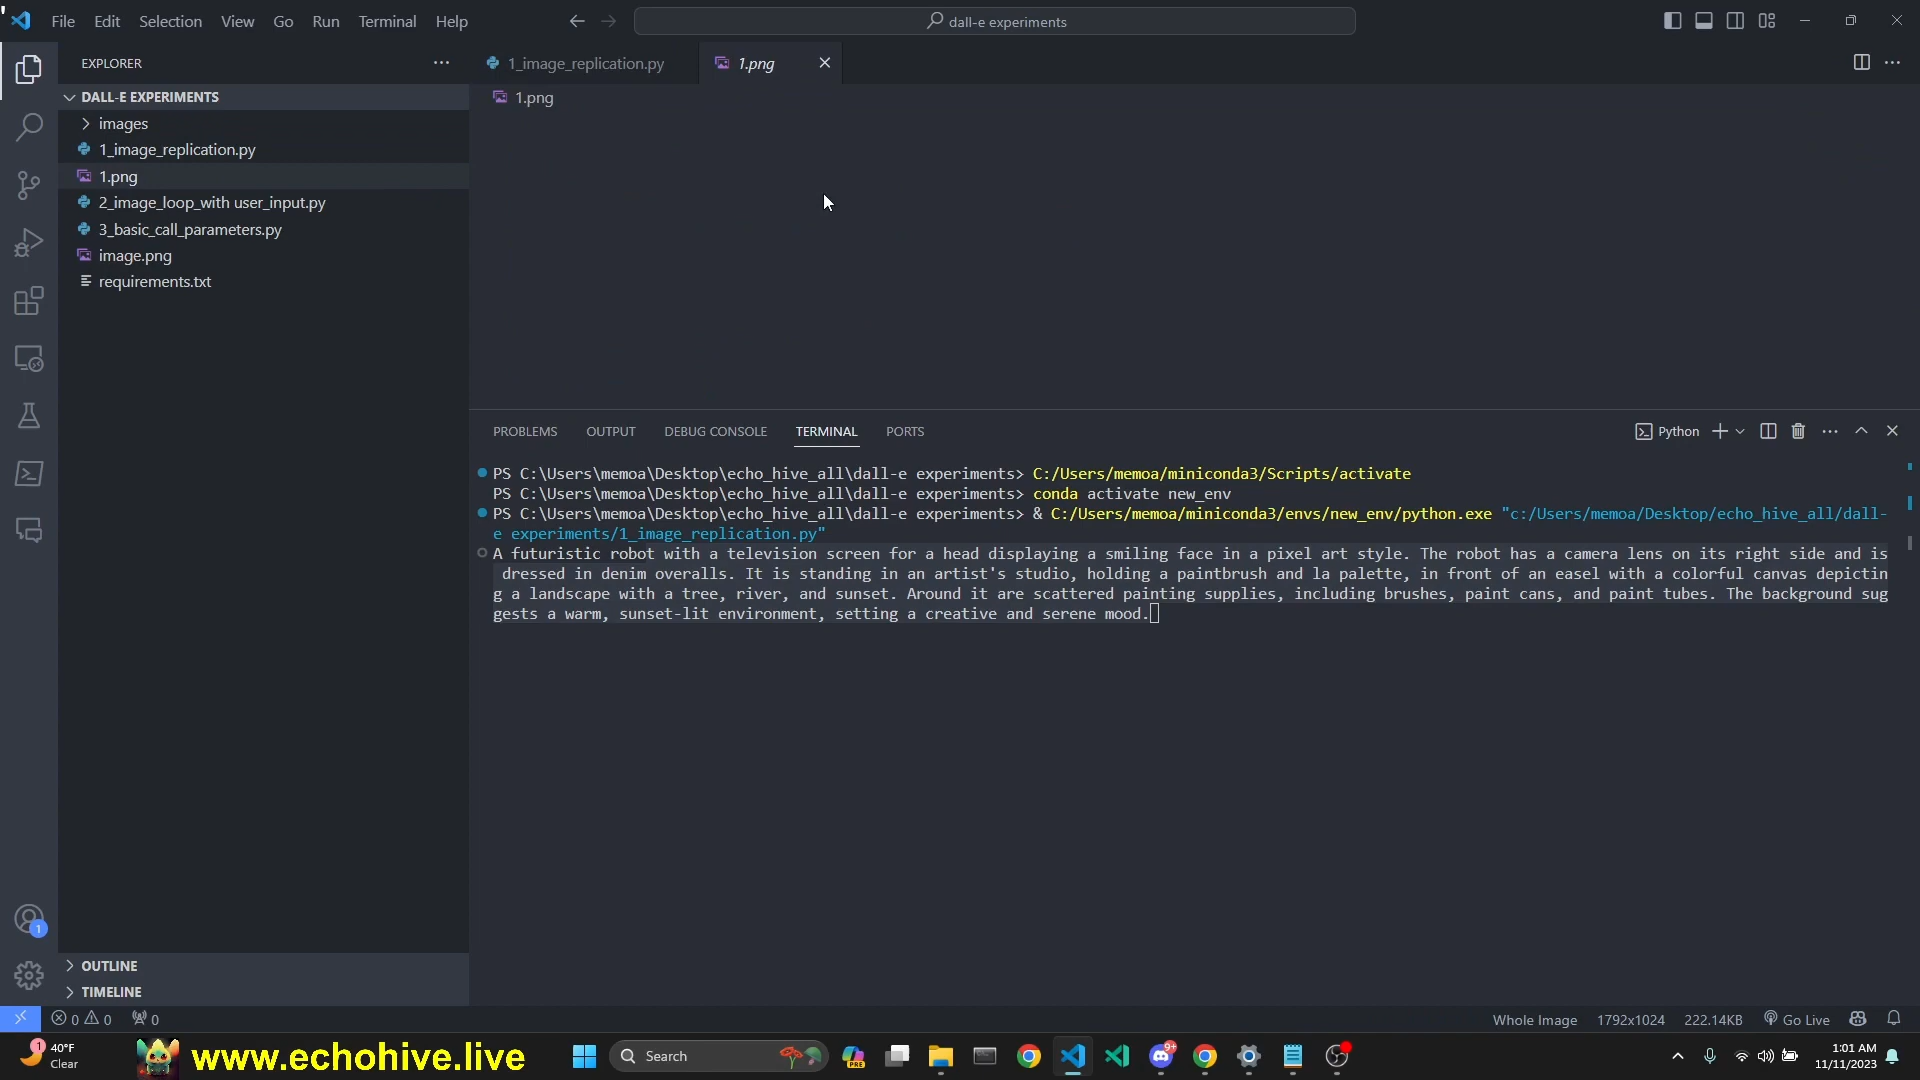 File Edit Selection View Go Run Terminal Help
dall-e experiments
EXPLORER
1_image_replication.py
1.png
DALL-E EXPERIMENTS
1.png
images
1_image_replication.py
1.png
2_image_loop_with user_input.py
3_basic_call_parameters.py
image.png
requirements.txt
PROBLEMS OUTPUT DEBUG CONSOLE TERMINAL PORTS
Python
PS C:\Users\memoa\Desktop\echo_hive_all\dall-e experiments> C:/Users/memoa/miniconda3/Scripts/activate
PS C:\Users\memoa\Desktop\echo_hive_all\dall-e experiments> conda activate new_env
PS C:\Users\memoa\Desktop\echo_hive_all\dall-e experiments> & C:/Users/memoa/miniconda3/envs/new_env/python.exe "c:/Users/memoa/Desktop/echo_hive_all/dall-
e experiments/1_image_replication.py"
A futuristic robot with a television screen for a head displaying a smiling face in a pixel art style. The robot has a camera lens on its right side and is
dressed in denim overalls. It is standing in an artist's studio, holding a paintbrush and la palette, in front of an easel with a colorful canvas depictin
g a landscape with a tree, river, and sunset. Around it are scattered painting supplies, including brushes, paint cans, and paint tubes. The background sug
gests a warm, sunset-lit environment, setting a creative and serene mood.
1
OUTLINE
TIMELINE
0 0 0
Whole Image 1792x1024 222.14KB Go Live
1
40°F
Clear
www.echohive.live
Search
PRE
9+
1:01 AM
11/11/2023